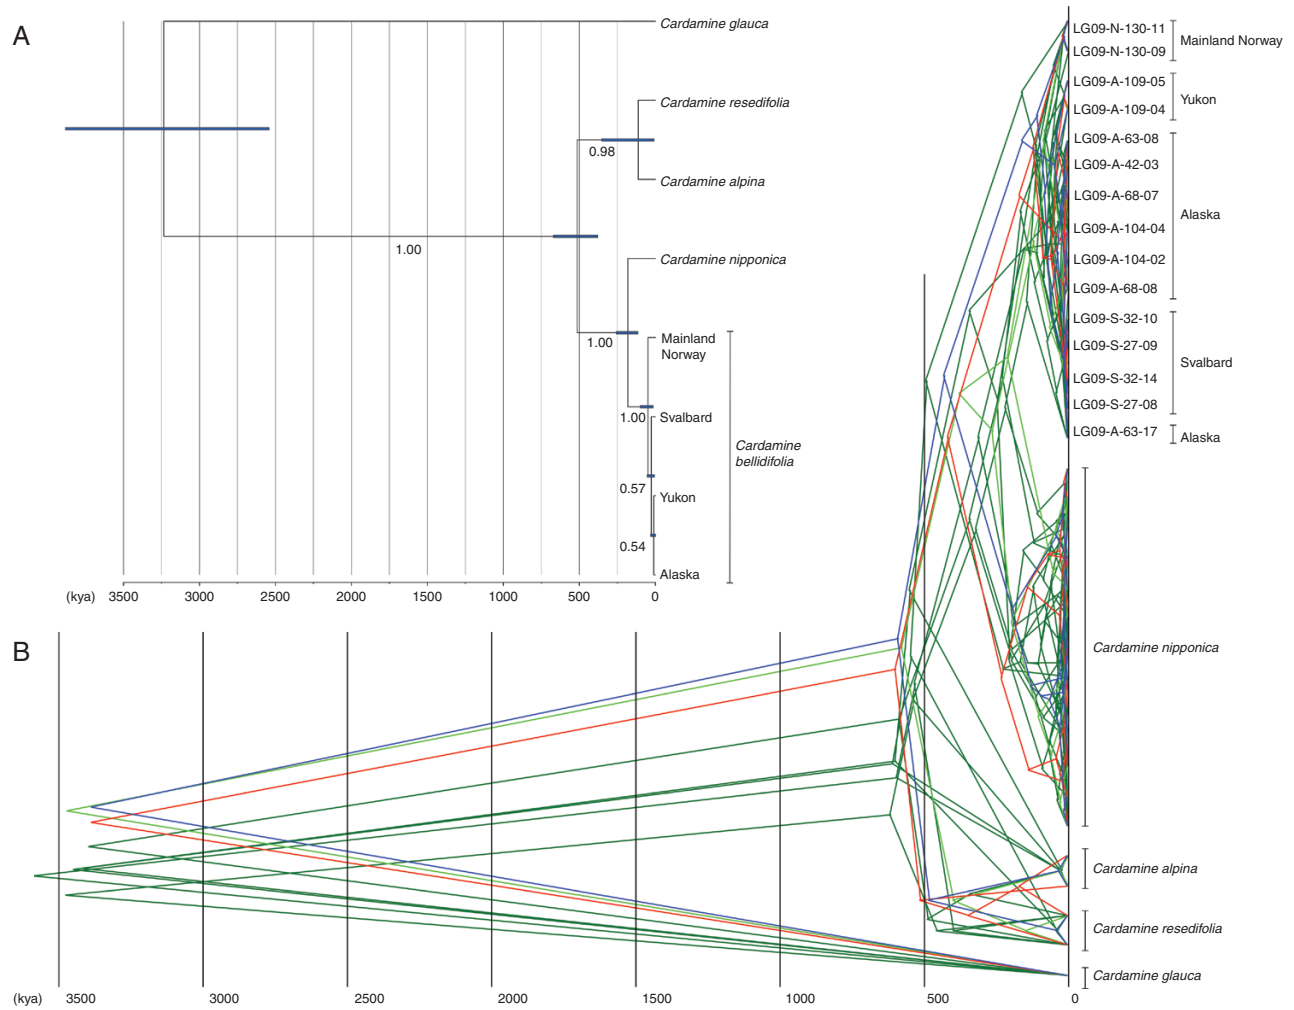 A
Cardamine glauca
Cardamine resedifolia
0.98
Cardamine alpina
1.00
Cardamine nipponica
1.00
Mainland
Norway
1.00
Svalbard
Cardamine
bellidifolia
0.57
Yukon
0.54
Alaska
(kya)
3500
3000
2500
2000
1500
1000
500
0
B
LG09-N-130-11
LG09-N-130-09
Mainland Norway
LG09-A-109-05
LG09-A-109-04
Yukon
LG09-A-63-08
LG09-A-42-03
LG09-A-68-07
LG09-A-104-04
LG09-A-104-02
LG09-A-68-08
Alaska
LG09-S-32-10
LG09-S-27-09
LG09-S-32-14
LG09-S-27-08
Svalbard
LG09-A-63-17
Alaska
Cardamine nipponica
Cardamine alpina
Cardamine resedifolia
Cardamine glauca
(kya)
3500
3000
2500
2000
1500
1000
500
0